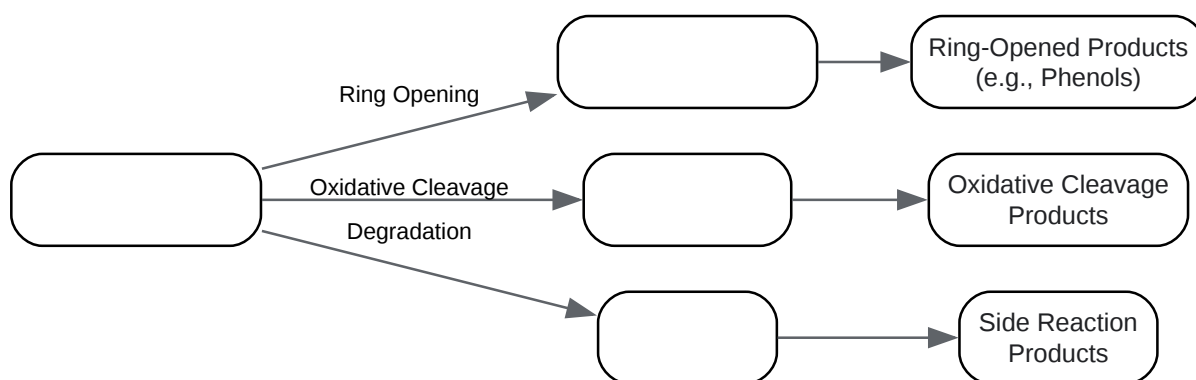 Ring-Opened Products
(e.g., Phenols)
Ring Opening
Oxidative Cleavage
Oxidative Cleavage
Products
Degradation
Side Reaction
Products